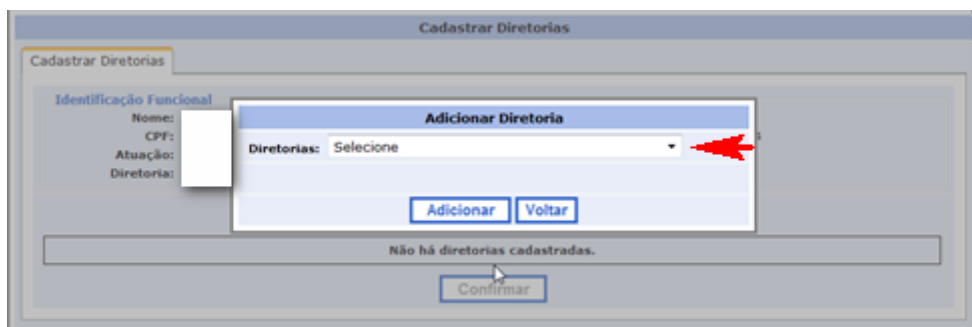 Cadastrar Diretorias
Cadastrar Diretorias
Identificação Funcional
Nome:
CPF:
Atuação:
Diretoria:
Adicionar Diretoria
Diretorias: Selecione
Adicionar Voltar
Não há diretorias cadastradas.
Confirmar